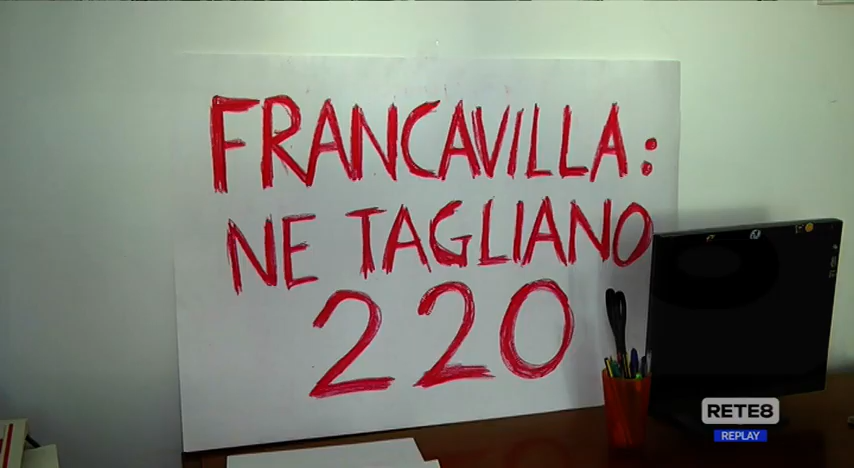 FRANCAVILLA:
NE TAGLIANO
220
RETE8
REPLAY